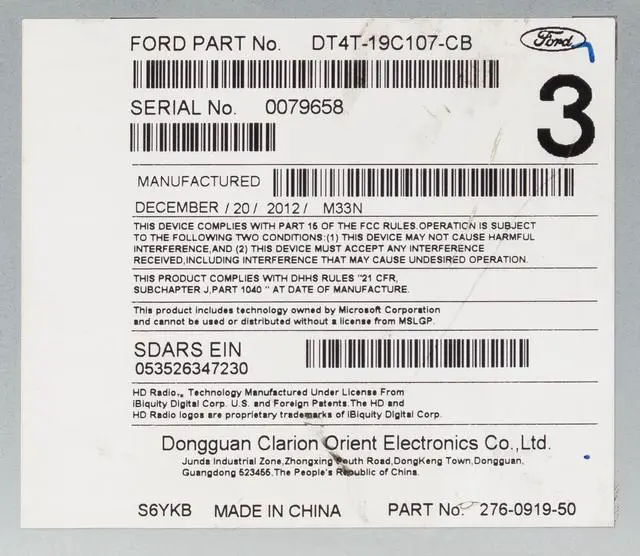 FORD PART No. DT4T-19C107-CB
Ford
SERIAL No. 0079658
3
MANUFACTURED
DECEMBER /20/ 2012/ M33N
THIS DEVICE COMPLIES WITH PART 15 OF THE FCC RULES.OPERATION IS SUBJECT
TO THE FOLLOWING TWO CONDITIONS:(1) THIS DEVICE MAY NOT CAUSE HARMFUL
INTERFERENCE,AND (2) THIS DEVICE MUST ACCEPT ANY INTERFERENCE
RECEIVED,INCLUDING INTERFERENCE THAT MAY CAUSE UNDESIRED OPERATION.
THIS PRODUCT COMPLIES WITH DHHS RULES "21 CFR,
SUBCHAPTER J,PART 1040 " AT DATE OF MANUFACTURE.
This product includes technology owned by Microsoft Corporation
and cannot be used or distributed without a license from MSLGP.
SDARS EIN
053526347230
HD Radio™ Technology Manufactured Under License From
iBiquity Digital Corp. U.S. and Foreign Patents.The HD and
HD Radio logos are proprietary trademarks of iBiquity Digital Corp.
Dongguan Clarion Orient Electronics Co.,Ltd.
Junda Industrial Zone,Zhongxing South Road,DongKeng Town,Dongguan,
Guangdong 523455,The People's Republic of China.
S6YKB MADE IN CHINA PART No. 276-0919-50